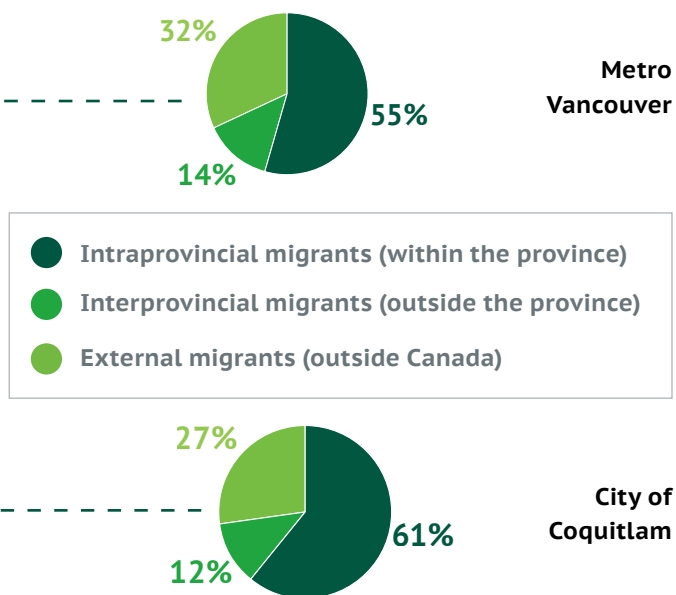 32%
Metro
Vancouver
55%
14%
Intraprovincial migrants (within the province)
Interprovincial migrants (outside the province)
External migrants (outside Canada)
27%
City of
Coquitlam
61%
12%